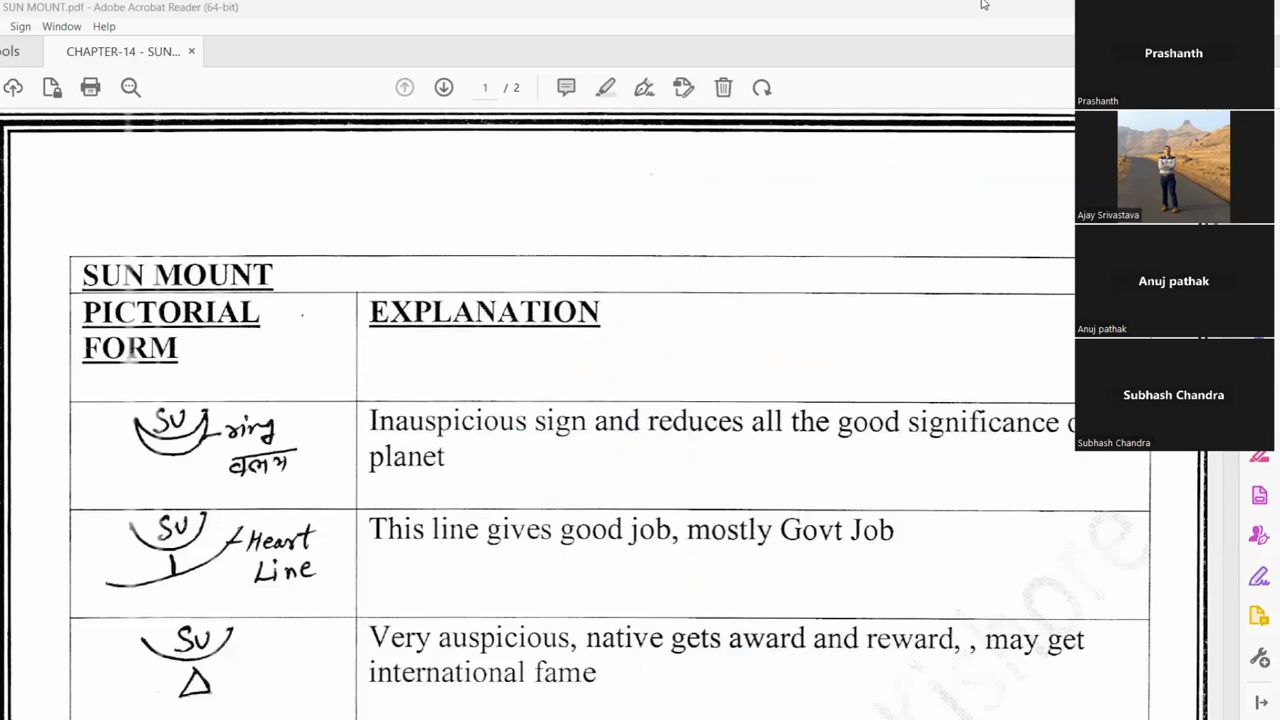 SUN MOUNT.pdf - Adobe Acrobat Reader (64-bit)
Sign Window Help
ols
CHAPTER-14 - SUN... ×
1 / 2
Prashanth
Prashanth
Ajay Srivastava
Anuj pathak
Anuj pathak
Subhash Chandra
Subhash Chandra
SUN MOUNT
PICTORIAL
FORM
EXPLANATION
SU
ring
वलय
Inauspicious sign and reduces all the good significance
planet
SU
Heart
Line
This line gives good job, mostly Govt Job
SU
Very auspicious, native gets award and reward, , may get
international fame
kishore